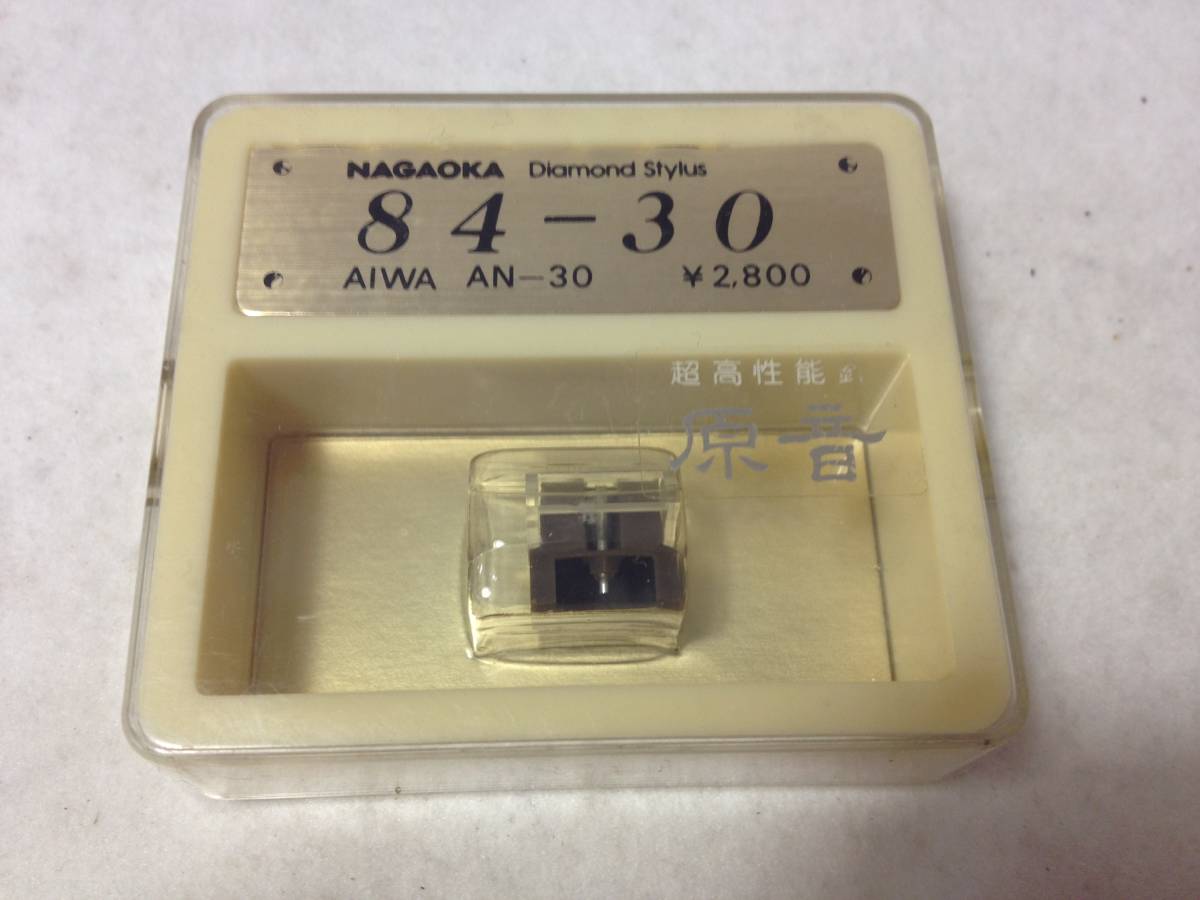 NAGAOKA Diamond Stylus
84-30
AIWA AN-30 ¥2,800
超高性能
原音